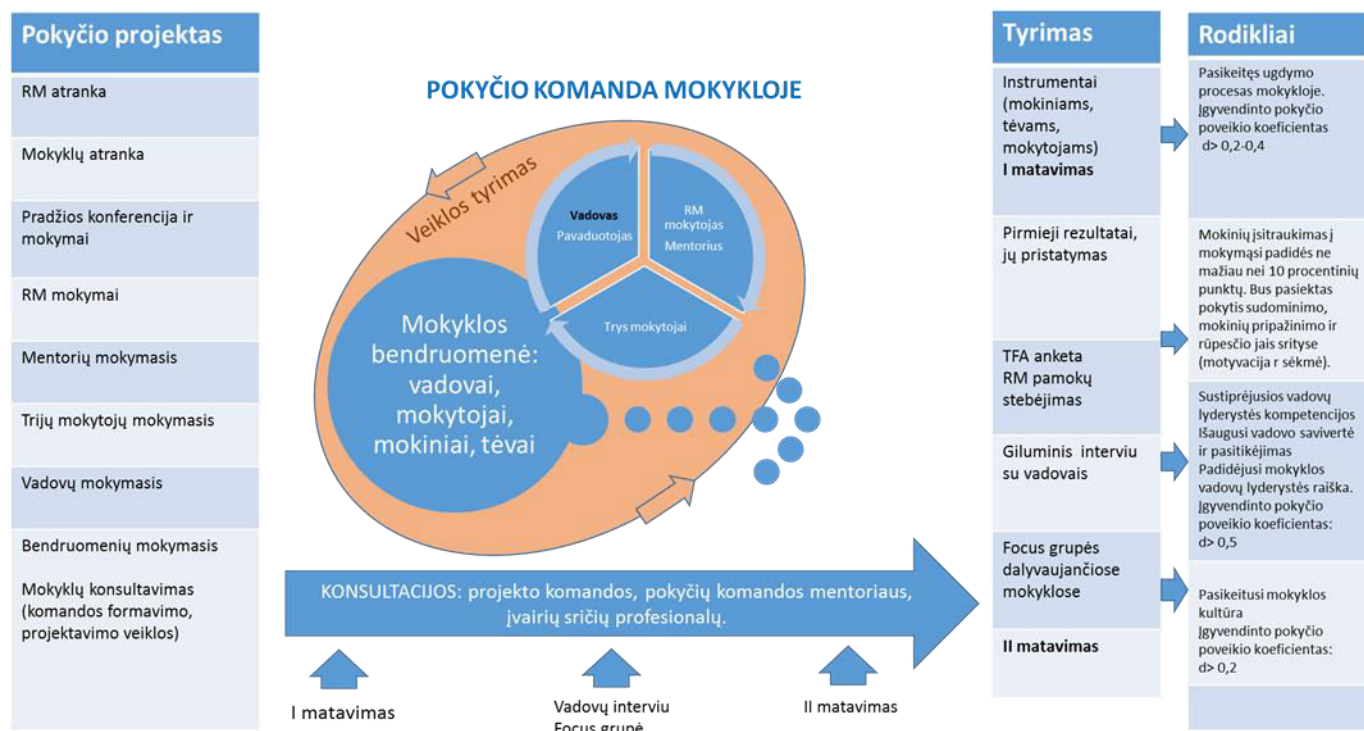 Pokyčio projektas
RM atranka
Mokyklų atranka
Pradžios konferencija ir
mokymai
RM mokymai
Mentorių mokymasis
Trijų mokytojų mokymasis
Vadovų mokymasis
Bendruomenių mokymasis
Mokyklų konsultavimas
(komandos formavimo,
projektavimo veiklos)
POKYČIO KOMANDA MOKYKLOJE
Veiklos tyrimas
Vadovas
Pavaduotojas
RM
mokytojas
Mentorius
Trys mokytojai
Mokyklos
bendruomenė:
vadovai,
mokytojai,
mokiniai, tėvai
KONSULTACIJOS: projekto komandos, pokyčių komandos mentoriaus,
įvairių sričių profesionalų.
I matavimas
Vadovų interviu
Focus grupė
II matavimas
Tyrimas
Instrumentai
(mokiniams,
tėvams,
mokytojams)
I matavimas
Pirmieji rezultatai,
jų pristatymas
TFA anketa
RM pamokų
stebėjimas
Giluminis interviu
su vadovais
Focus grupės
dalyvaujančiose
mokyklose
II matavimas
Rodikliai
Pasikeitęs ugdymo
procesas mokykloje.
Įgyvendinto pokyčio
poveikio koeficientas
d> 0,2-0,4
Mokinių įsitraukimas į
mokymąsi padidės ne
mažiau nei 10 procentinių
punktų. Bus pasiektas
pokytis sudominimo,
mokinių pripažinimo ir
rūpesčio jais srityse
(motyvacija r sėkmė).
Sustiprėjusios vadovų
lyderystės kompetencijos
Išaugusi vadovo savivertė
ir pasitikėjimas
Padidėjusi mokyklos
vadovų lyderystės raiška.
Įgyvendinto pokyčio
poveikio koeficientas:
d> 0,5
Pasikeitusi mokyklos
kultūra
Įgyvendinto pokyčio
poveikio koeficientas:
d> 0,2